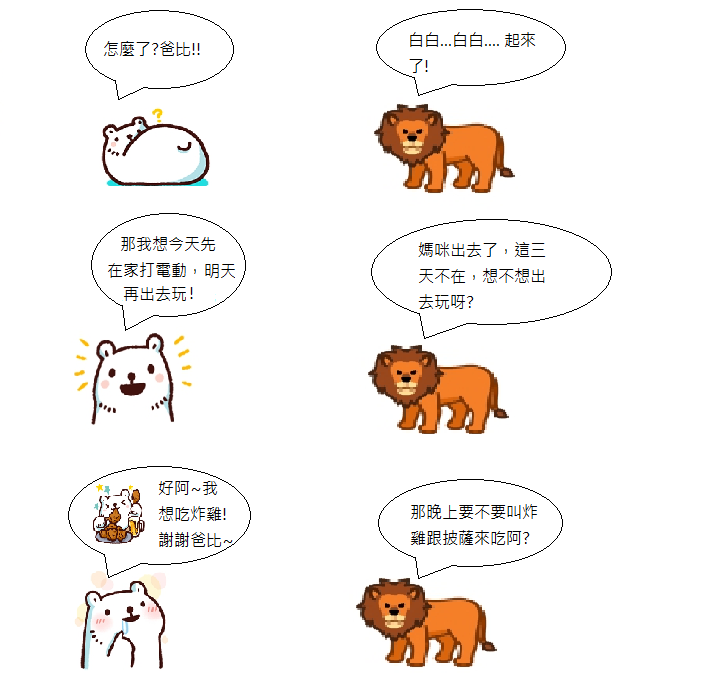 白白...白白.... 起來
了!
怎麼了?爸比!!
媽咪出去了，這三
天不在，想不想出
去玩呀?
那我想今天先
在家打電動，明天
再出去玩!
那晚上要不要叫炸
雞跟披薩來吃阿?
好阿~我
想吃炸雞!
謝謝爸比~